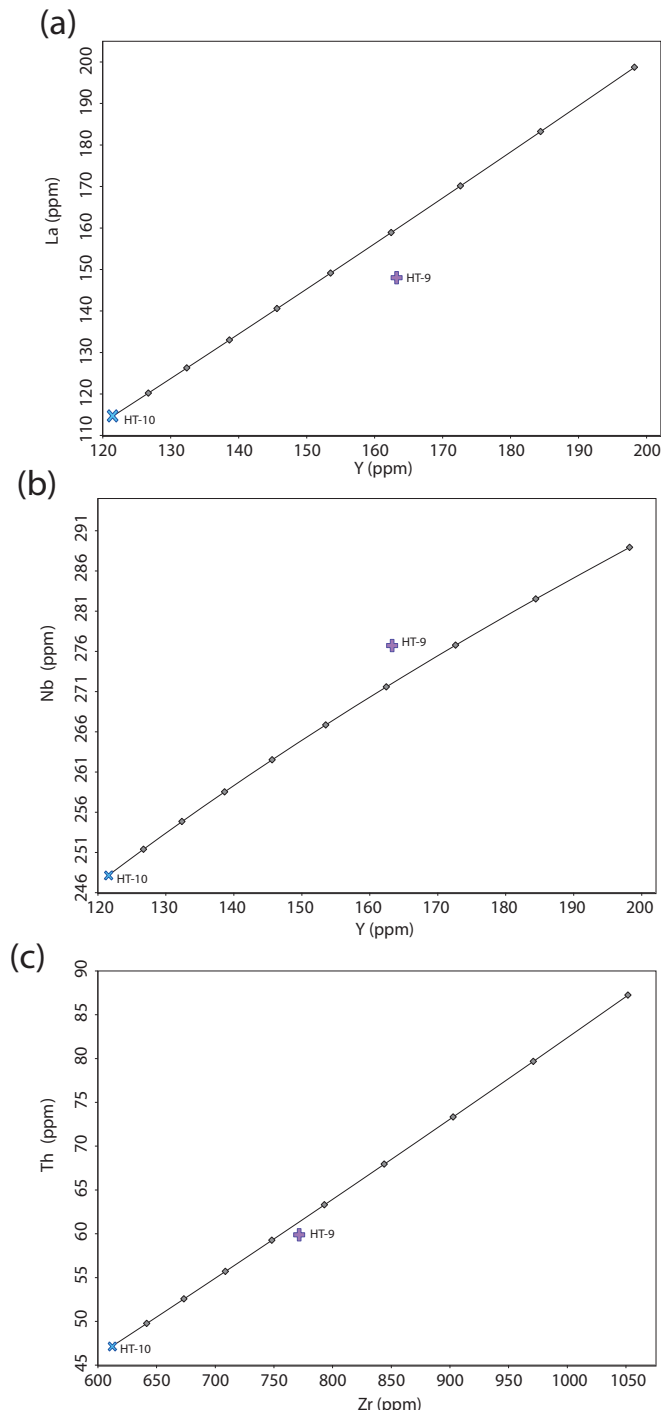 (a)
200
190
180
170
160
150
140
130
120
110
La (ppm)
HT-9
HT-10
120 130 140 150 160 170 180 190 200
Y (ppm)
(b)
291
286
281
276
271
266
261
256
251
246
Nb (ppm)
HT-9
HT-10
120 130 140 150 160 170 180 190 200
Y (ppm)
(c)
90
85
80
75
70
65
60
55
50
45
Th (ppm)
HT-9
HT-10
600 650 700 750 800 850 900 950 1000 1050
Zr (ppm)